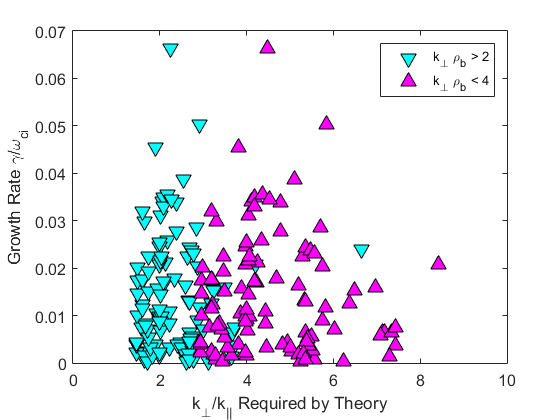 0.07
0.06
0.05
0.04
0.03
0.02
0.01
0
Growth Rate γ/ω_ci
k_⊥ ρ_b > 2
k_⊥ ρ_b < 4
0 2 4 6 8 10
k_⊥/k_∥ Required by Theory